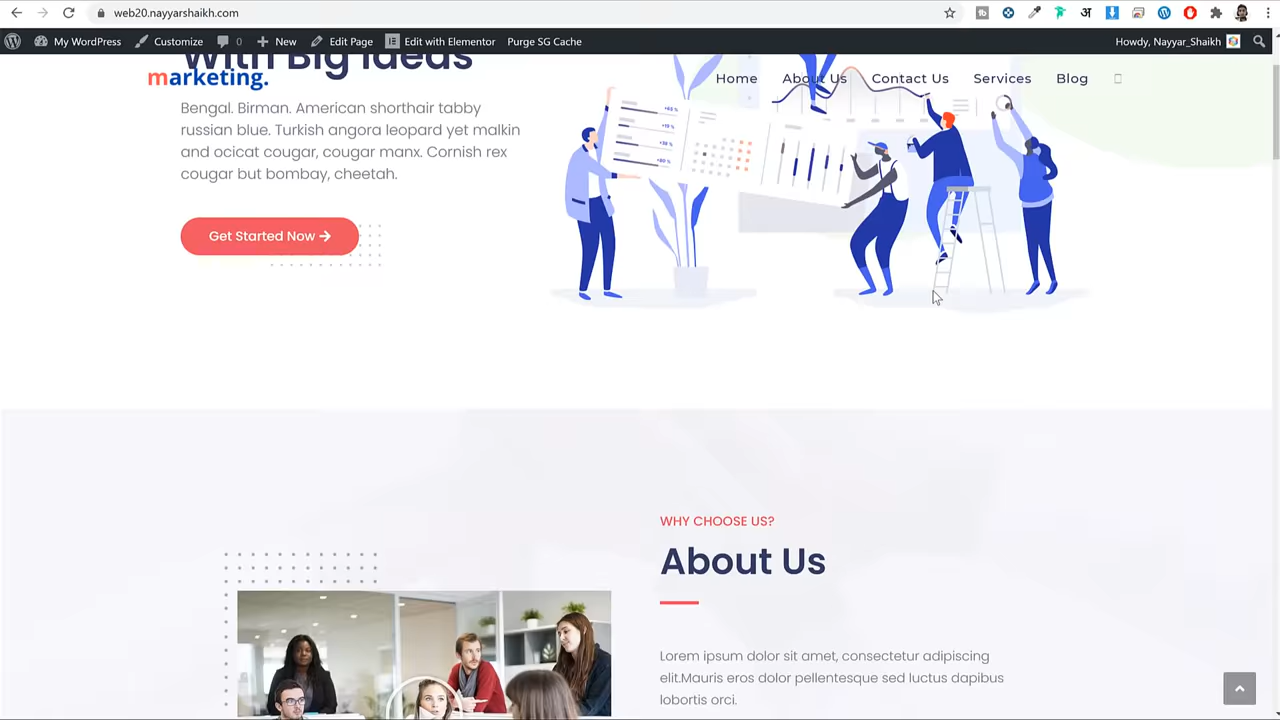 web20.nayyarshaikh.com
अ
My WordPress Customize 0 New Edit Page Edit with Elementor Purge SG Cache Howdy, Nayyar_Shaikh
With Big Ideas
marketing. Home About Us Contact Us Services Blog
Bengal. Birman. American shorthair tabby
russian blue. Turkish angora leopard yet malkin
and ocicat cougar, cougar manx. Cornish rex
cougar but bombay, cheetah.
Get Started Now
WHY CHOOSE US?
About Us
Lorem ipsum dolor sit amet, consectetur adipiscing
elit.Mauris eros dolor pellentesque sed luctus dapibus
lobortis orci.